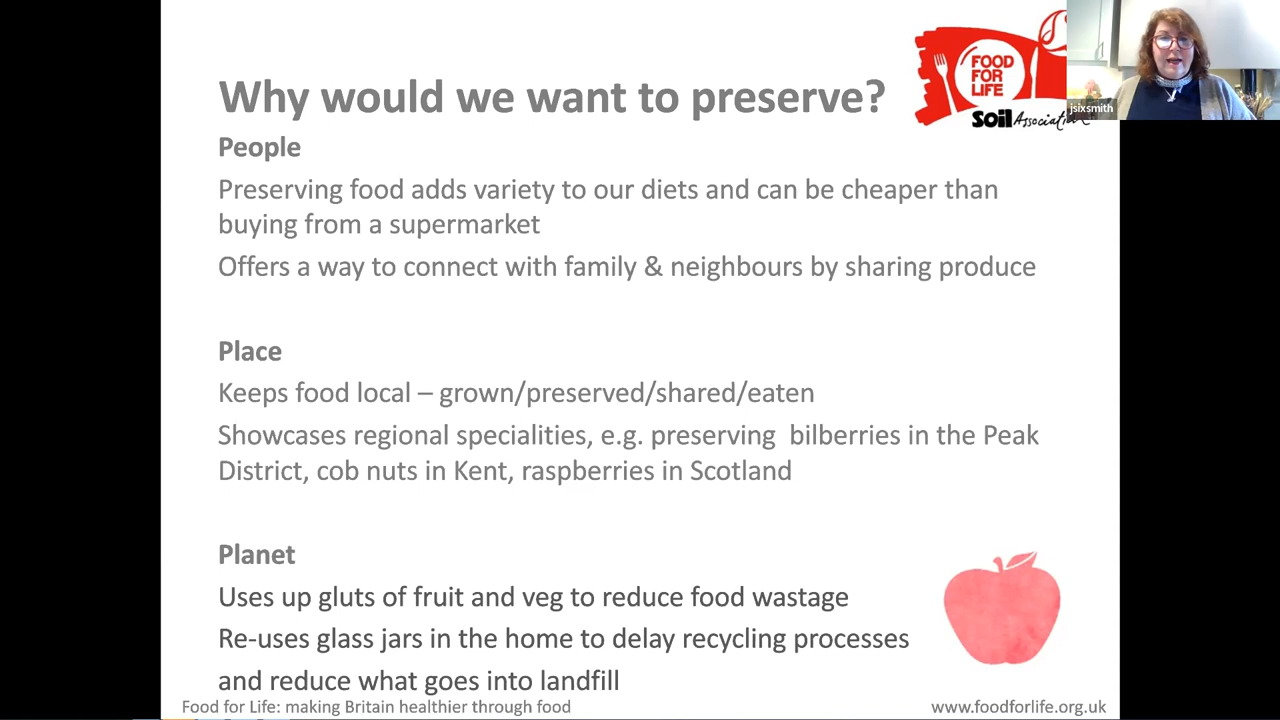 Why would we want to preserve?
FOOD
FOR
LIFE
Soil Association
jsixsmith
People
Preserving food adds variety to our diets and can be cheaper than
buying from a supermarket
Offers a way to connect with family & neighbours by sharing produce
Place
Keeps food local – grown/preserved/shared/eaten
Showcases regional specialities, e.g. preserving  bilberries in the Peak
District, cob nuts in Kent, raspberries in Scotland
Planet
Uses up gluts of fruit and veg to reduce food wastage
Re-uses glass jars in the home to delay recycling processes
and reduce what goes into landfill
Food for Life: making Britain healthier through food
www.foodforlife.org.uk